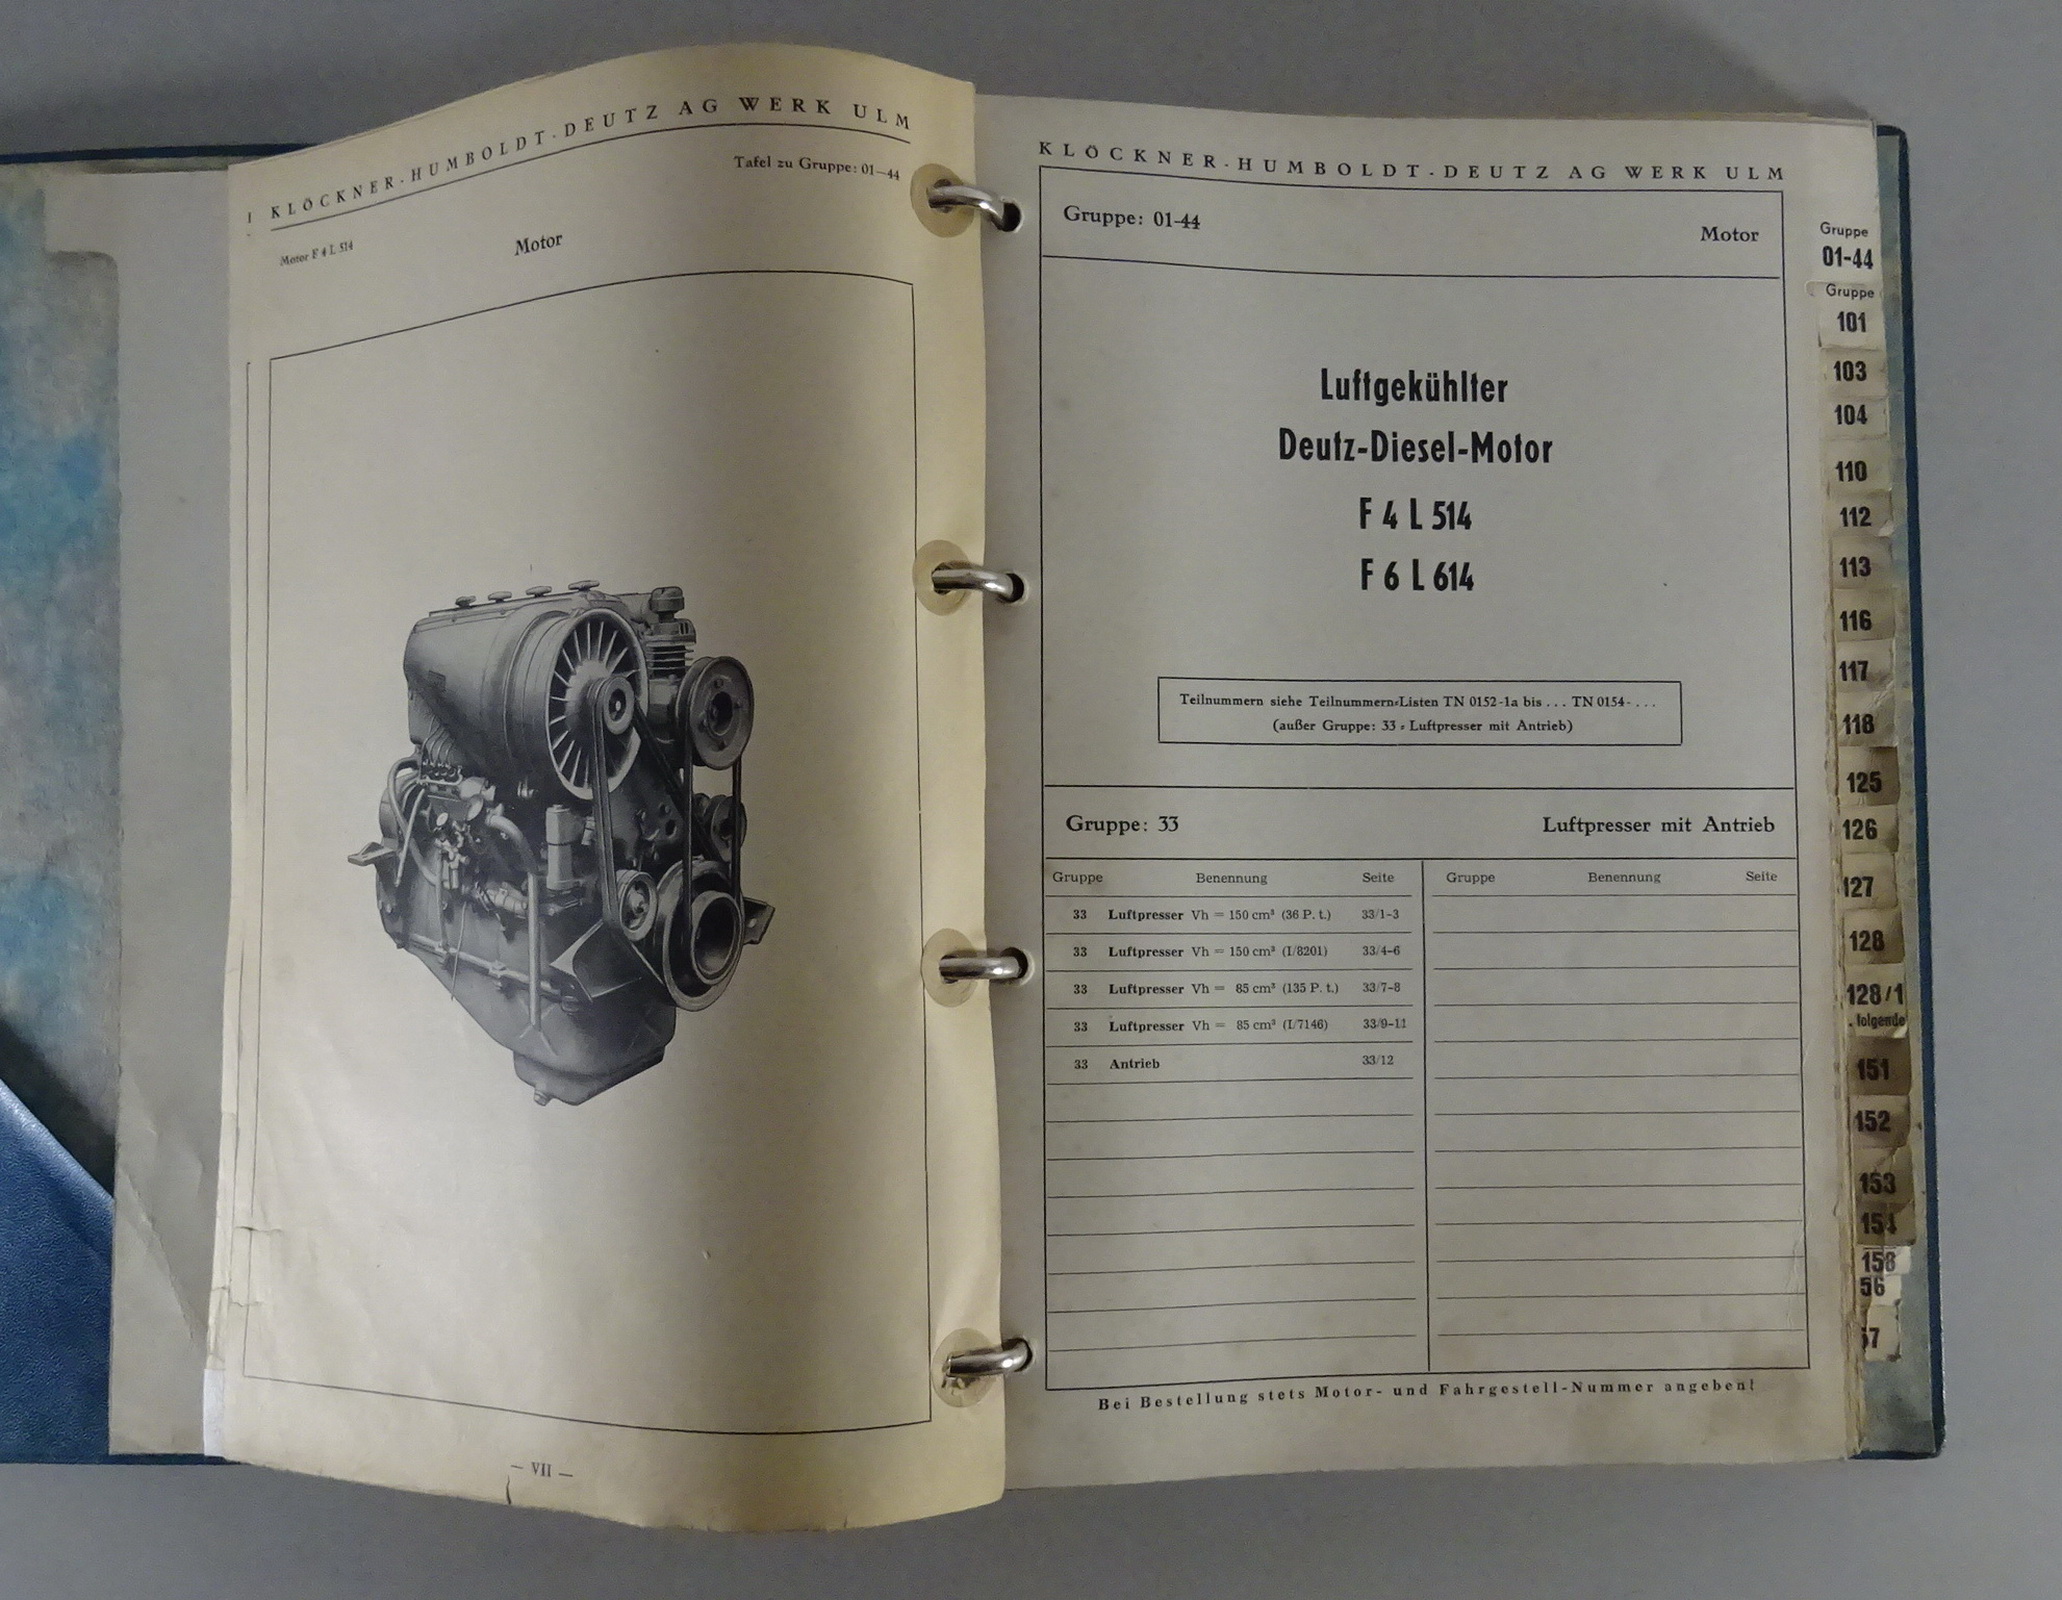 KLÖCKNER-HUMBOLDT-DEUTZ AG WERK ULM
Tafel zu Gruppe: 01—44
Motor F 4 L 514
Motor
— VII —
KLÖCKNER-HUMBOLDT-DEUTZ AG WERK ULM
Gruppe: 01-44
Motor
Luftgekühlter
Deutz-Diesel-Motor
F 4 L 514
F 6 L 614
Teilnummern siehe Teilnummern-Listen TN 0152-1a bis . . . TN 0154- . . .
(außer Gruppe: 33 - Luftpresser mit Antrieb)
Gruppe: 33
Luftpresser mit Antrieb
Gruppe Benennung Seite Gruppe Benennung Seite
33 Luftpresser Vh = 150 cm³ (36 P. t.) 33/1-3
33 Luftpresser Vh = 150 cm³ (I/8201) 33/4-6
33 Luftpresser Vh = 85 cm³ (135 P. t.) 33/7-8
33 Luftpresser Vh = 85 cm³ (I/7146) 33/9-11
33 Antrieb 33/12
Bei Bestellung stets Motor- und Fahrgestell-Nummer angeben!
Gruppe
01-44
Gruppe
101
103
104
110
112
113
116
117
118
125
126
127
128
128/1
folgende
151
152
153
154
158
56
57